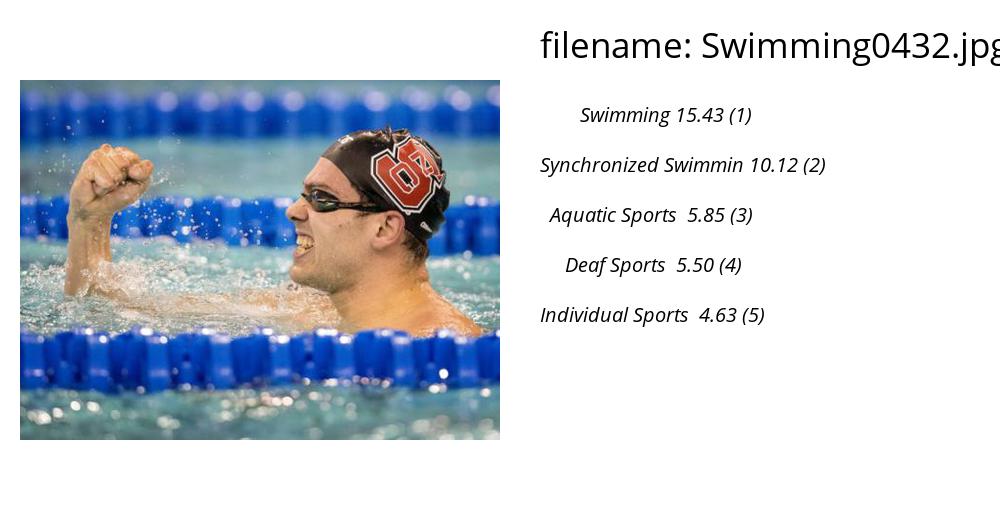 filename: Swimming0432.jpg
Swimming 15.43 (1)
Synchronized Swimmin 10.12 (2)
Aquatic Sports 5.85 (3)
Deaf Sports 5.50 (4)
Individual Sports 4.63 (5)